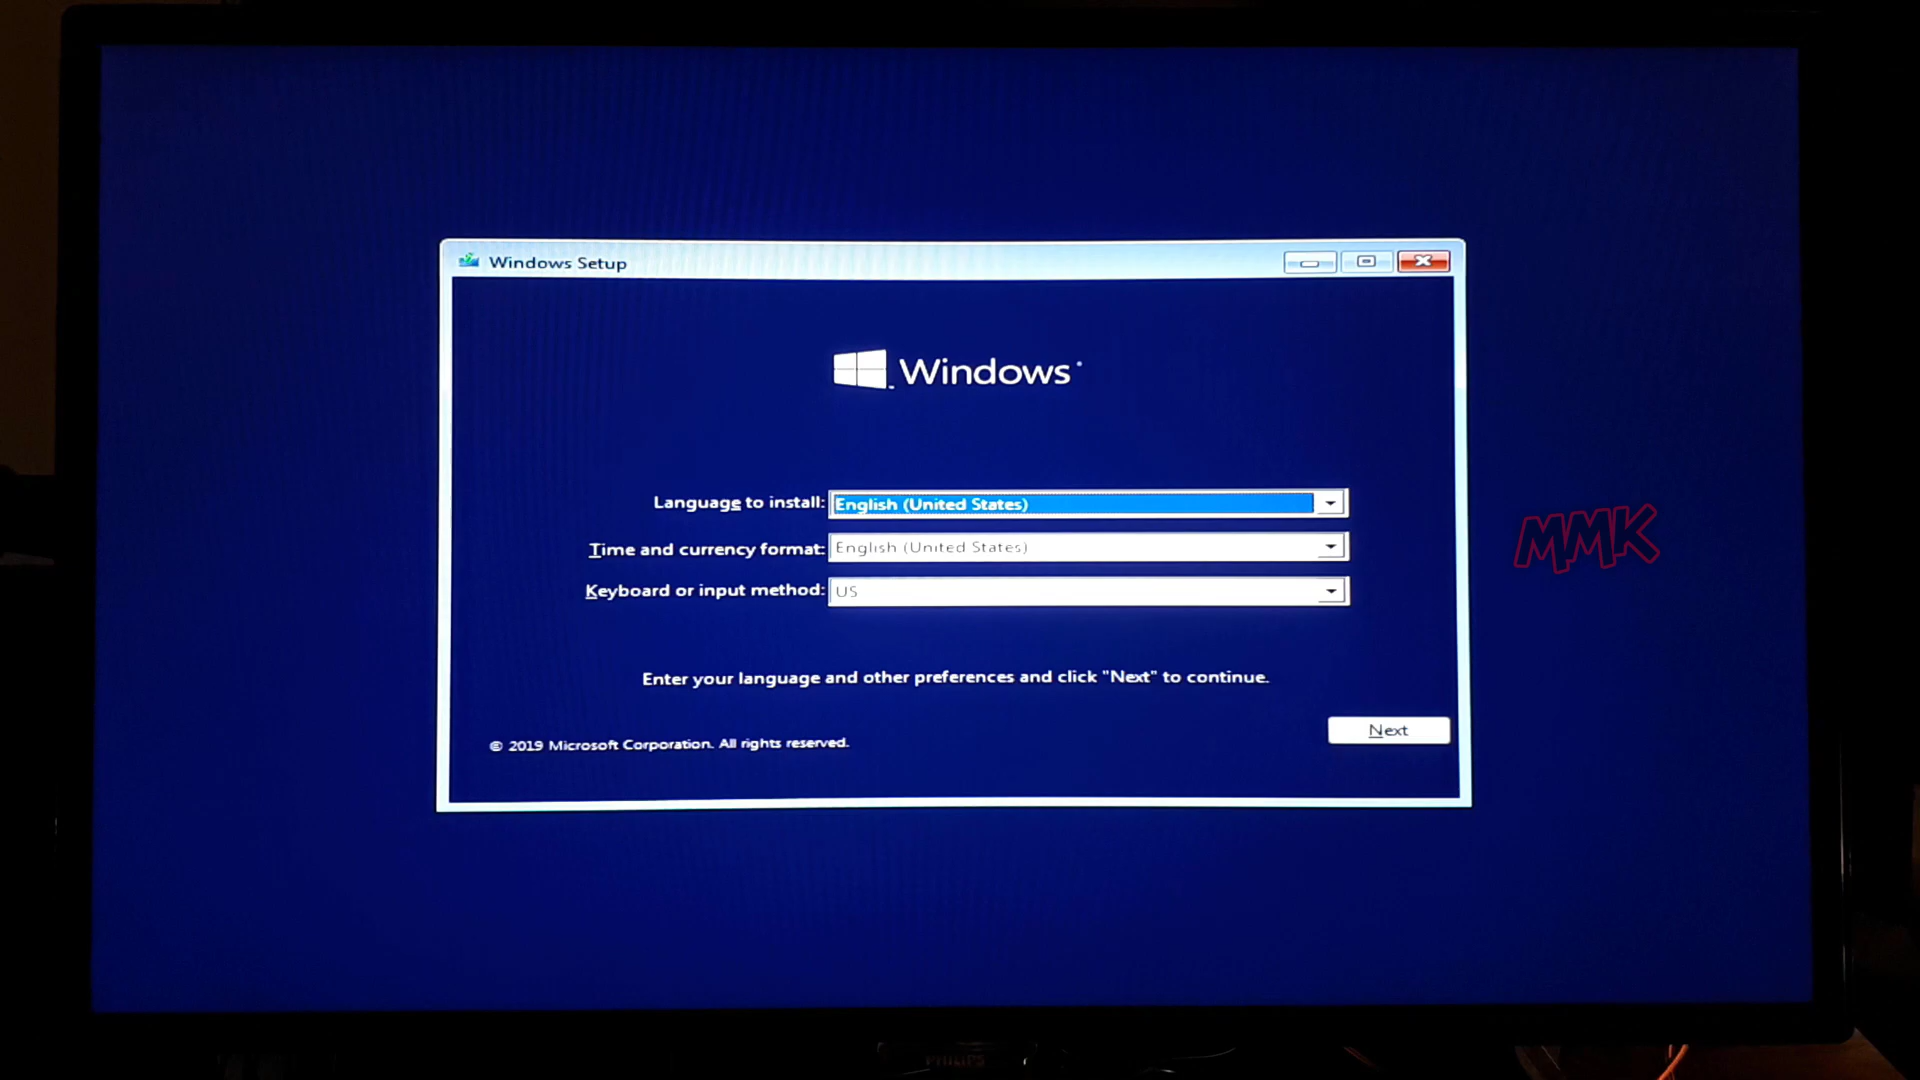 Windows Setup
Windows
Language to install: English (United States)
Time and currency format: English (United States)
Keyboard or input method: US
Enter your language and other preferences and click "Next" to continue.
Next
© 2019 Microsoft Corporation. All rights reserved.
MMK
PHILIPS